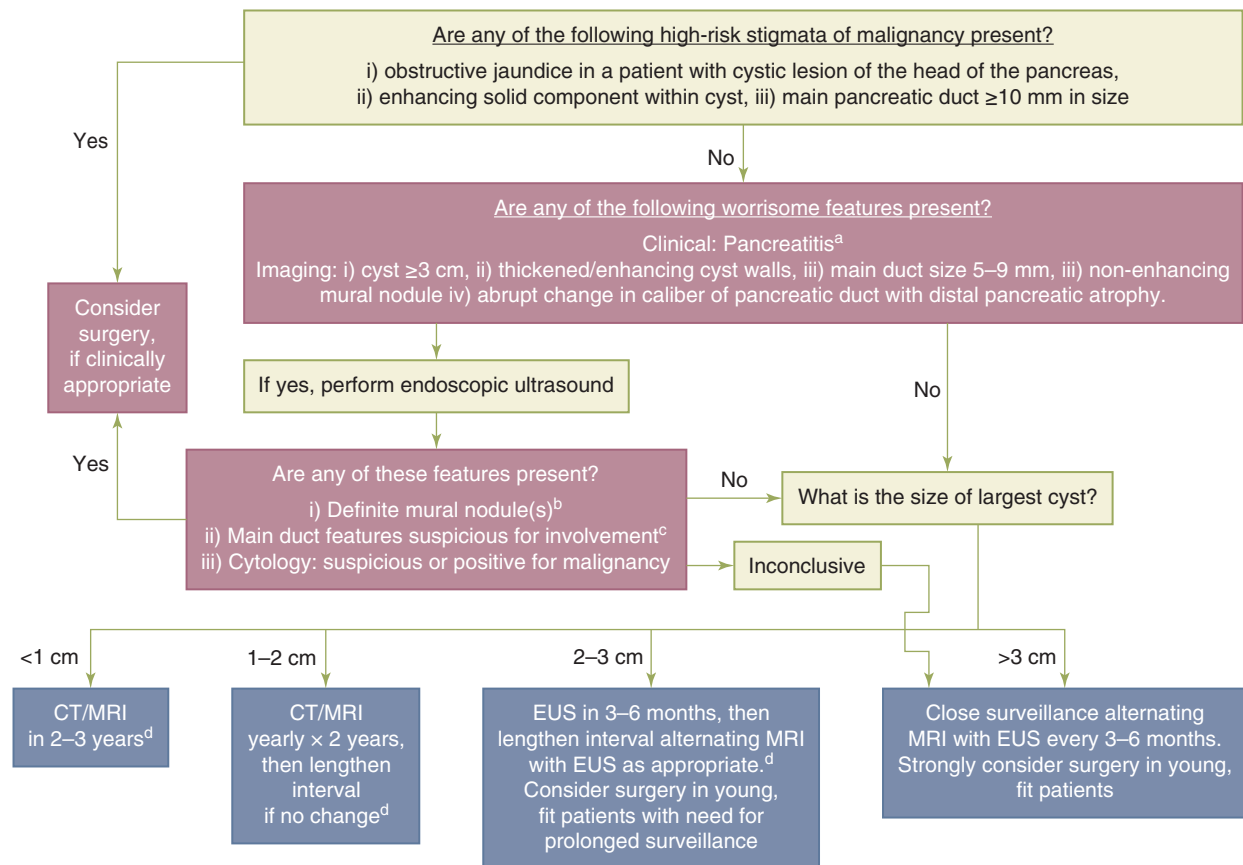 Are any of the following high-risk stigmata of malignancy present?
i) obstructive jaundice in a patient with cystic lesion of the head of the pancreas,
ii) enhancing solid component within cyst, iii) main pancreatic duct ≥10 mm in size
Yes
No
Are any of the following worrisome features present?
Clinical: Pancreatitisᵃ
Imaging: i) cyst ≥3 cm, ii) thickened/enhancing cyst walls, iii) main duct size 5–9 mm, iii) non-enhancing
mural nodule iv) abrupt change in caliber of pancreatic duct with distal pancreatic atrophy.
Consider
surgery,
if clinically
appropriate
If yes, perform endoscopic ultrasound
No
Yes
Are any of these features present?
i) Definite mural nodule(s)ᵇ
ii) Main duct features suspicious for involvementᶜ
iii) Cytology: suspicious or positive for malignancy
No
What is the size of largest cyst?
Inconclusive
<1 cm
1–2 cm
2–3 cm
>3 cm
CT/MRI
in 2–3 yearsᵈ
CT/MRI
yearly × 2 years,
then lengthen
interval
if no changeᵈ
EUS in 3–6 months, then
lengthen interval alternating MRI
with EUS as appropriate.ᵈ
Consider surgery in young,
fit patients with need for
prolonged surveillance
Close surveillance alternating
MRI with EUS every 3–6 months.
Strongly consider surgery in young,
fit patients